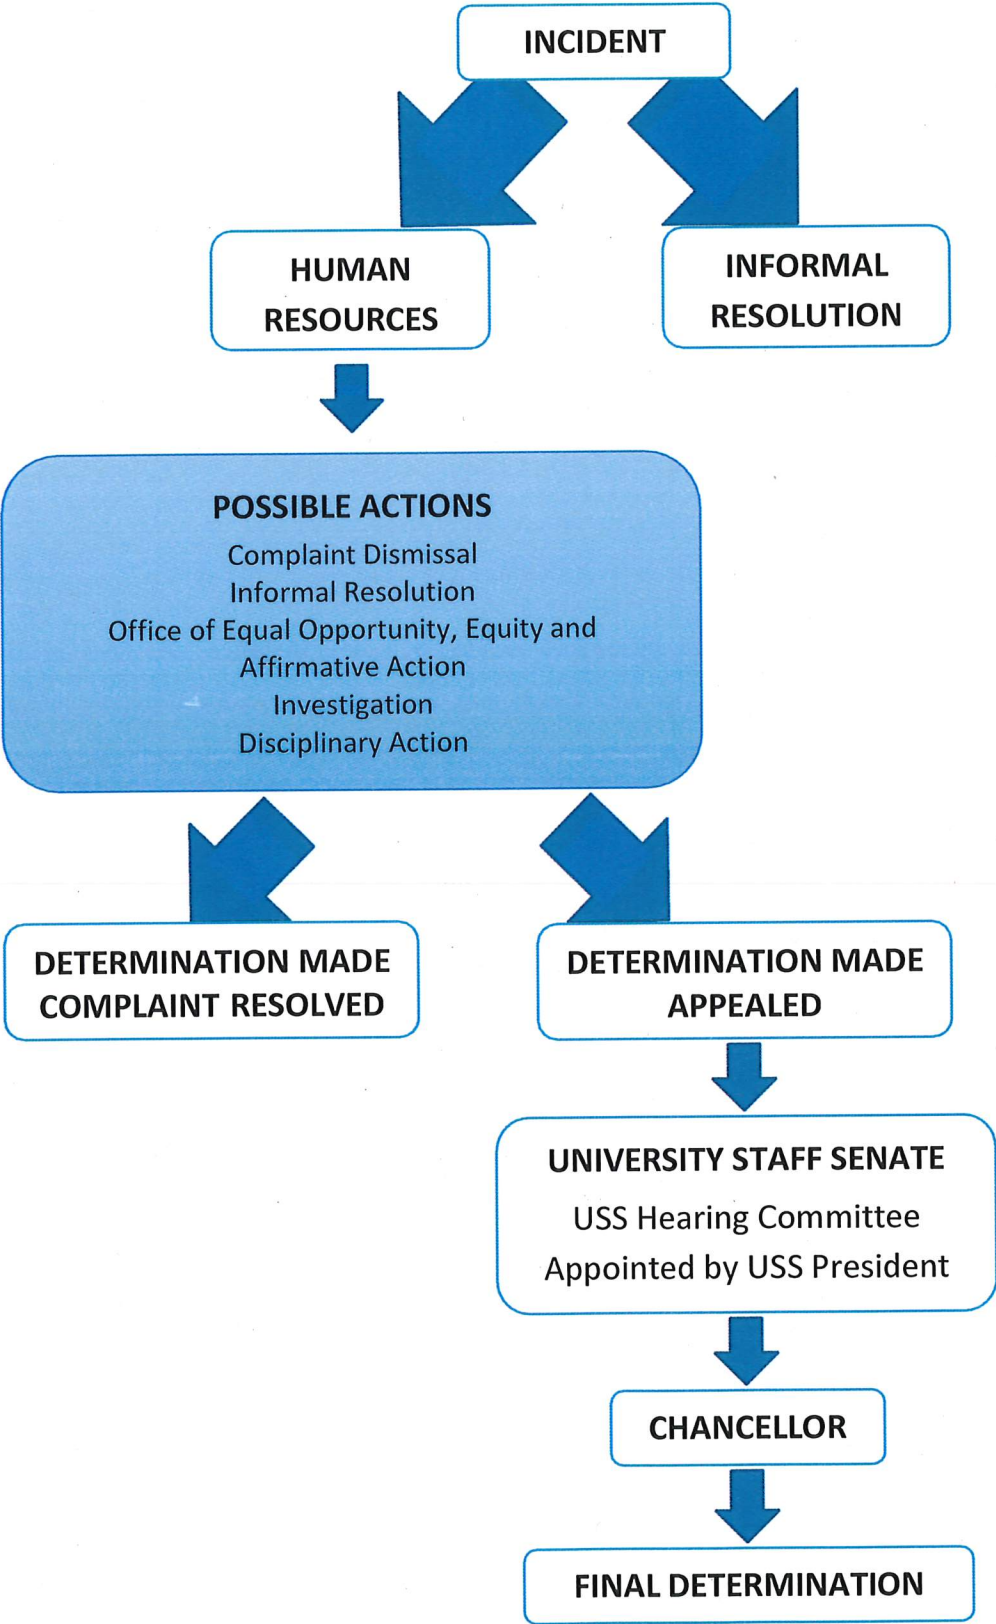 INCIDENT
HUMAN
RESOURCES
INFORMAL
RESOLUTION
POSSIBLE ACTIONS
Complaint Dismissal
Informal Resolution
Office of Equal Opportunity, Equity and
Affirmative Action
Investigation
Disciplinary Action
DETERMINATION MADE
COMPLAINT RESOLVED
DETERMINATION MADE
APPEALED
UNIVERSITY STAFF SENATE
USS Hearing Committee
Appointed by USS President
CHANCELLOR
FINAL DETERMINATION